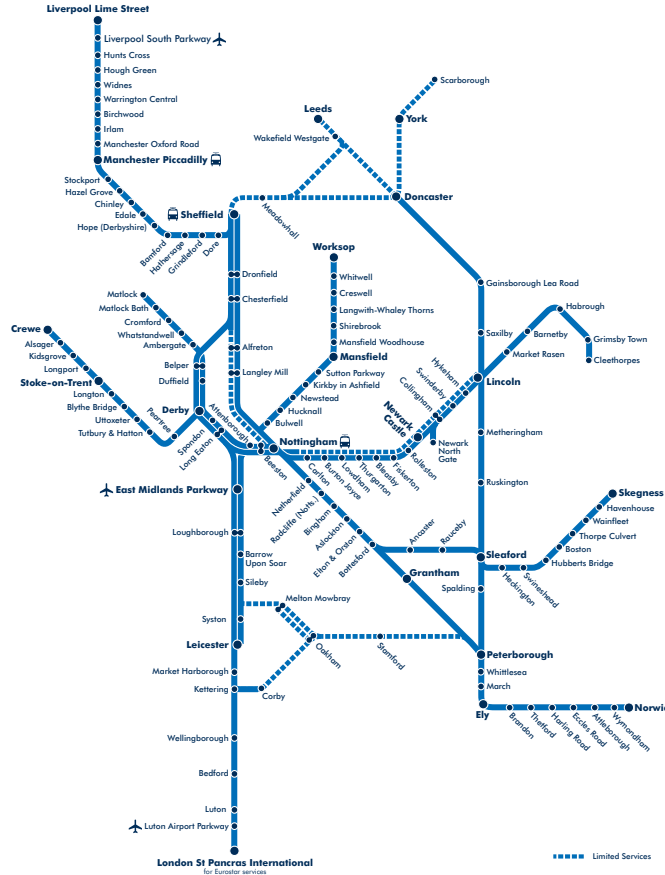 Liverpool Lime Street
Liverpool South Parkway
Hunts Cross
Hough Green
Widnes
Warrington Central
Birchwood
Irlam
Manchester Oxford Road
Manchester Piccadilly
Stockport
Hazel Grove
Chinley
Edale
Hope (Derbyshire)
Bamford
Hathersage
Grindleford
Dore
Sheffield
Meadowhall
Leeds
Wakefield Westgate
Scarborough
York
Doncaster
Dronfield
Chesterfield
Alfreton
Langley Mill
Worksop
Whitwell
Creswell
Langwith-Whaley Thorns
Shirebrook
Mansfield Woodhouse
Mansfield
Sutton Parkway
Kirkby in Ashfield
Newstead
Hucknall
Bulwell
Gainsborough Lea Road
Saxilby
Habrough
Barnetby
Market Rasen
Grimsby Town
Cleethorpes
Lincoln
Hykeham
Swinderby
Collingham
Newark
Castle
Newark
North
Gate
Rolleston
Fiskerton
Bleasby
Thurgarton
Lowdham
Burton Joyce
Carlton
Matlock
Matlock Bath
Cromford
Whatstandwell
Ambergate
Belper
Duffield
Derby
Crewe
Alsager
Kidsgrove
Longport
Stoke-on-Trent
Longton
Blythe Bridge
Uttoxeter
Tutbury & Hatton
Peartree
Spondon
Long Eaton
Attenborough
Beeston
Nottingham
Netherfield
Radcliffe (Notts.)
Bingham
Aslockton
Elton & Orston
Bottesford
Grantham
Ancaster
Rauceby
Metheringham
Ruskington
Sleaford
Heckington
Swineshead
Hubberts Bridge
Boston
Thorpe Culvert
Wainfleet
Havenhouse
Skegness
Spalding
East Midlands Parkway
Loughborough
Barrow
Upon Soar
Sileby
Syston
Leicester
Melton Mowbray
Oakham
Stamford
Peterborough
Whittlesea
March
Ely
Brandon
Thetford
Harling Road
Eccles Road
Attleborough
Wymondham
Norwi
Market Harborough
Kettering
Corby
Wellingborough
Bedford
Luton
Luton Airport Parkway
London St Pancras International
for Eurostar services
Limited Services